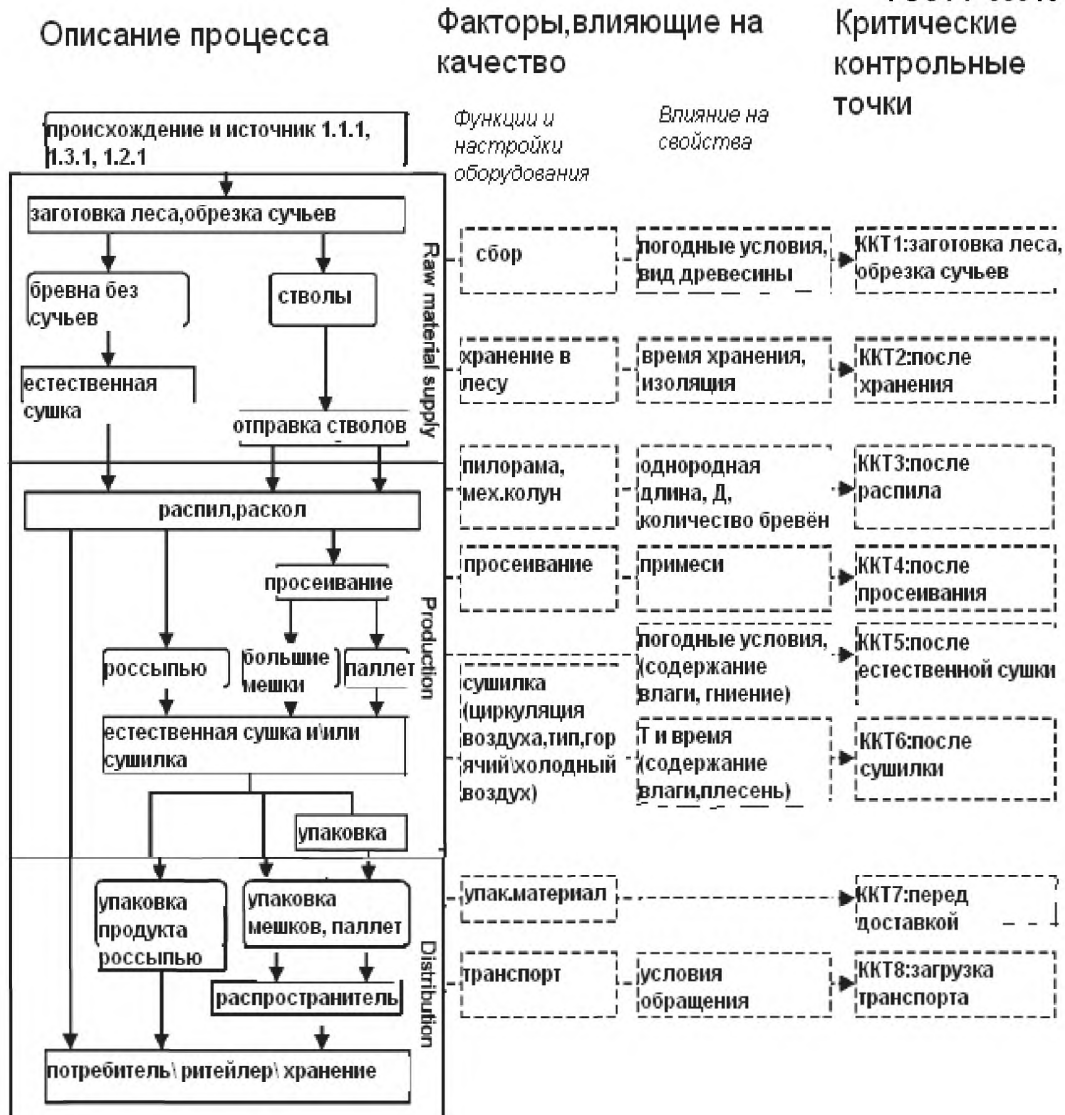 Описание процесса
Факторы,влияющие на
качество
Критические
контрольные
точки
Функции и
настройки
оборудования
Влияние на
свойства
происхождение и источник 1.1.1,
1.3.1, 1.2.1
заготовка леса,обрезка сучьев
бревна без
сучьев
стволы
естественная
сушка
отправка стволов
Raw material supply
сбор
погодные условия,
вид древесины
ККТ1:заготовка леса,
обрезка сучьев
хранение в
лесу
время хранения,
изоляция
ККТ2:после
хранения
распил,раскол
просеивание
россыпью
большие
мешки
паллет
естественная сушка и\или
сушилка
упаковка
Production
пилорама,
мех.колун
однородная
длина, Д,
количество бревён
ККТ3:после
распила
просеивание
примеси
ККТ4:после
просеивания
погодные условия,
(содержание
влаги, гниение)
ККТ5:после
естественной сушки
сушилка
(циркуляция
воздуха,тип,гор
ячий\холодный
воздух)
Т и время
(содержание
влаги,плесень)
ККТ6:после
сушилки
упаковка
продукта
россыпью
упаковка
мешков, паллет
распространитель
потребитель\ ритейлер\ хранение
Distribution
упак.материал
ККТ7:перед
доставкой
транспорт
условия
обращения
ККТ8:загрузка
транспорта